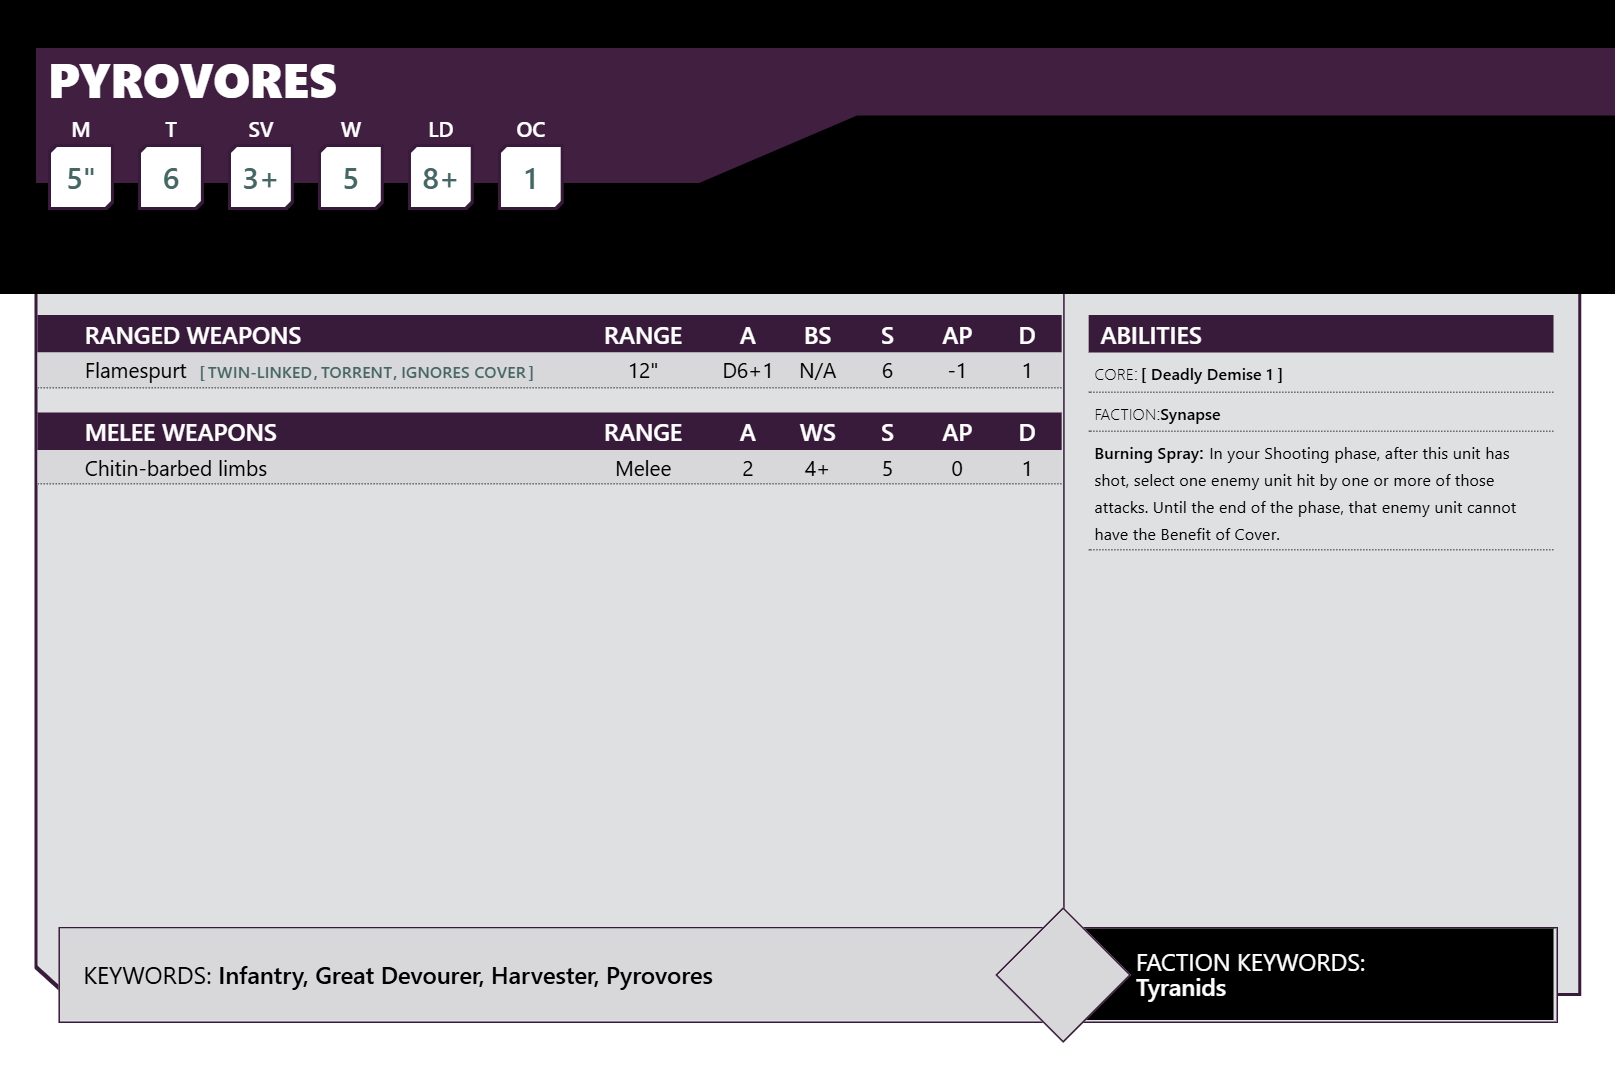 PYROVORES
M T SV W LD OC
5" 6 3+ 5 8+ 1
RANGED WEAPONS RANGE A BS S AP D
Flamespurt [TWIN-LINKED, TORRENT, IGNORES COVER] 12" D6+1 N/A 6 -1 1
MELEE WEAPONS RANGE A WS S AP D
Chitin-barbed limbs Melee 2 4+ 5 0 1
ABILITIES
CORE: [ Deadly Demise 1 ]
FACTION:Synapse
Burning Spray: In your Shooting phase, after this unit has
shot, select one enemy unit hit by one or more of those
attacks. Until the end of the phase, that enemy unit cannot
have the Benefit of Cover.
KEYWORDS: Infantry, Great Devourer, Harvester, Pyrovores
FACTION KEYWORDS:
Tyranids